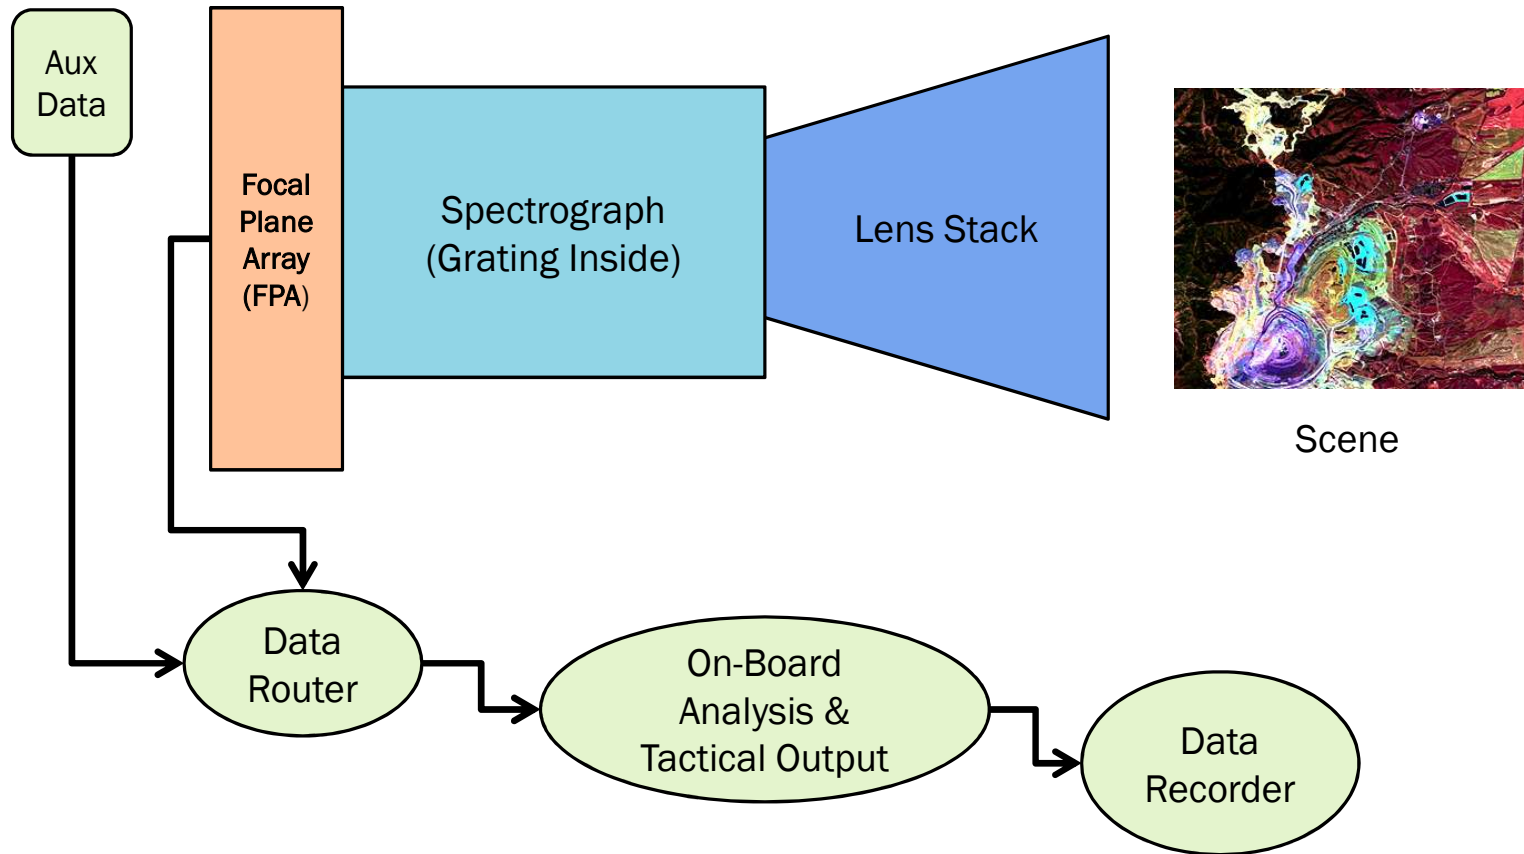 Aux
Data
Focal
Plane
Array
(FPA)
Spectrograph
(Grating Inside)
Lens Stack
Scene
Data
Router
On-Board
Analysis &
Tactical Output
Data
Recorder